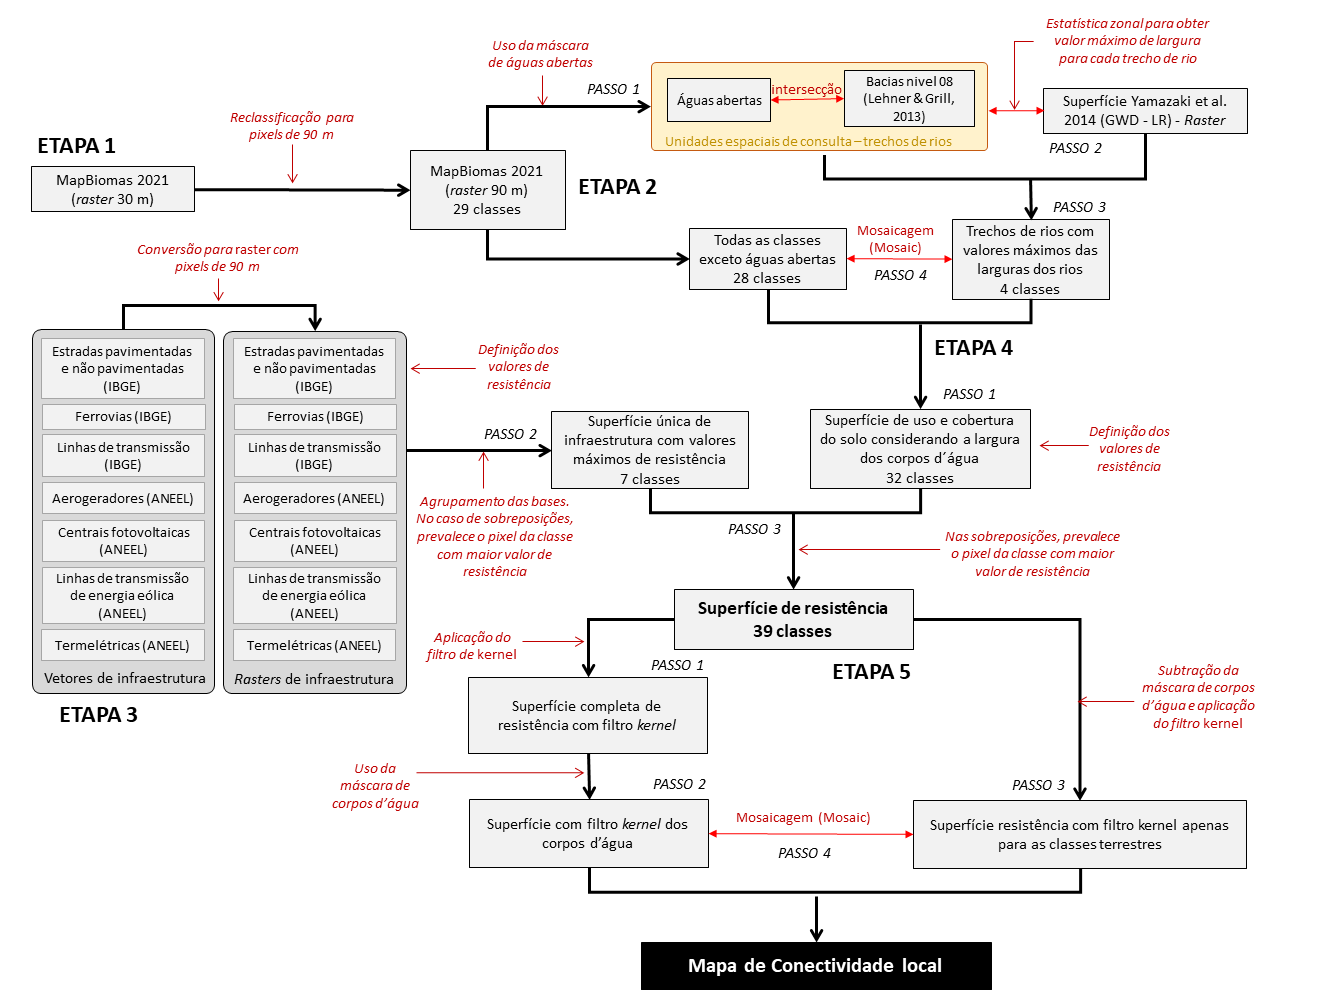 ETAPA 1
MapBiomas 2021
(raster 30 m)
Reclassificação para
pixels de 90 m
MapBiomas 2021
(raster 90 m)
29 classes
ETAPA 2
Uso da máscara
de águas abertas
PASSO 1
Águas abertas
intersecção
Bacias nivel 08
(Lehner & Grill,
2013)
Unidades espaciais de consulta – trechos de rios
Estatística zonal para obter
valor máximo de largura
para cada trecho de rio
Superfície Yamazaki et al.
2014 (GWD - LR) - Raster
PASSO 2
PASSO 3
Todas as classes
exceto águas abertas
28 classes
Mosaicagem
(Mosaic)
PASSO 4
Trechos de rios com
valores máximos das
larguras dos rios
4 classes
Conversão para raster com
pixels de 90 m
Estradas pavimentadas
e não pavimentadas
(IBGE)
Ferrovias (IBGE)
Linhas de transmissão
(IBGE)
Aerogeradores (ANEEL)
Centrais fotovoltaicas
(ANEEL)
Linhas de transmissão
de energia eólica
(ANEEL)
Termelétricas (ANEEL)
Vetores de infraestrutura
Estradas pavimentadas
e não pavimentadas
(IBGE)
Ferrovias (IBGE)
Linhas de transmissão
(IBGE)
Aerogeradores (ANEEL)
Centrais fotovoltaicas
(ANEEL)
Linhas de transmissão
de energia eólica
(ANEEL)
Termelétricas (ANEEL)
Rasters de infraestrutura
ETAPA 3
Definição dos
valores de
resistência
PASSO 2
Agrupamento das bases.
No caso de sobreposições,
prevalece o pixel da classe
com maior valor de
resistência
Superfície única de
infraestrutura com valores
máximos de resistência
7 classes
ETAPA 4
PASSO 1
Superfície de uso e cobertura
do solo considerando a largura
dos corpos d´água
32 classes
Definição dos
valores de
resistência
PASSO 3
Nas sobreposições, prevalece
o pixel da classe com maior
valor de resistência
Superfície de resistência
39 classes
ETAPA 5
Aplicação do
filtro de kernel
PASSO 1
Superfície completa de
resistência com filtro kernel
Uso da
máscara de
corpos d’água
PASSO 2
Superfície com filtro kernel dos
corpos d’água
Subtração da
máscara de corpos
d’água e aplicação
do filtro kernel
PASSO 3
Superfície resistência com filtro kernel apenas
para as classes terrestres
Mosaicagem (Mosaic)
PASSO 4
Mapa de Conectividade local